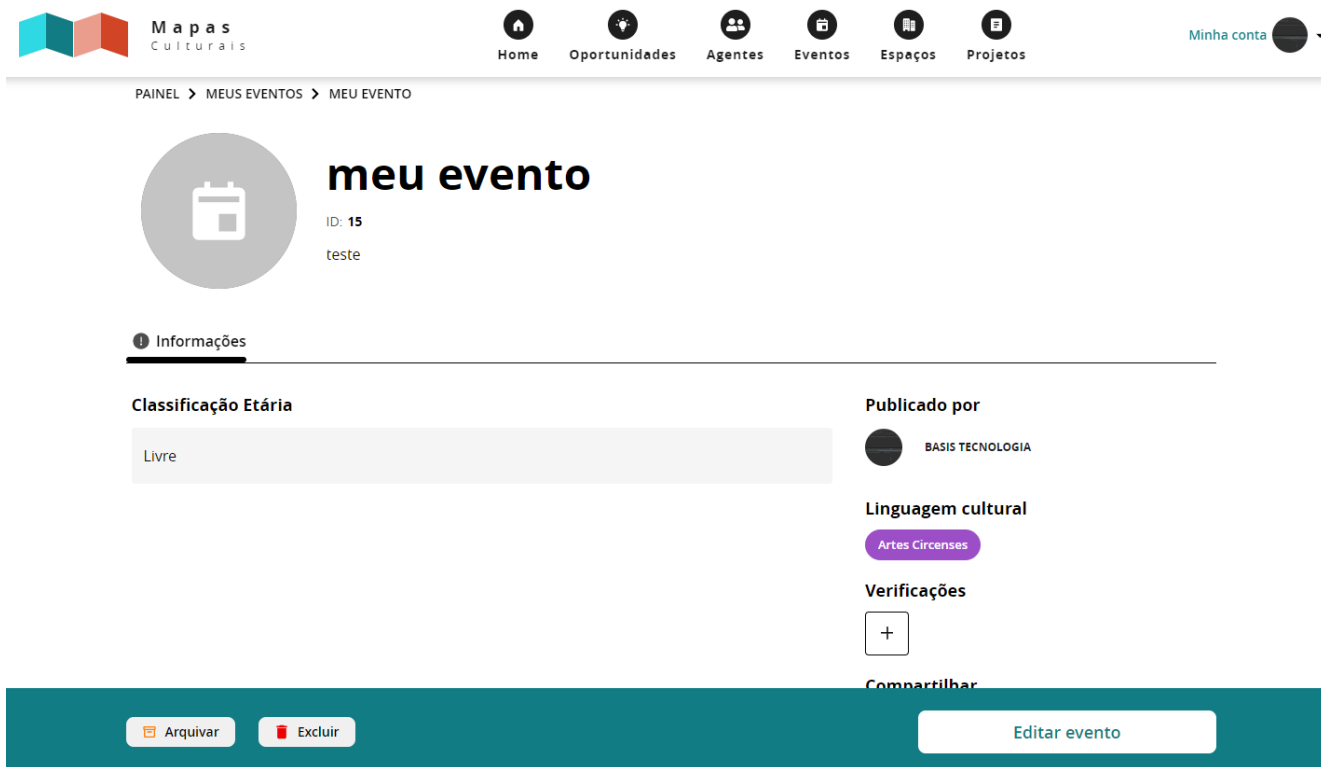 Mapas
Culturais
Home
Oportunidades
Agentes
Eventos
Espaços
Projetos
Minha conta
PAINEL > MEUS EVENTOS > MEU EVENTO
meu evento
ID: 15
teste
Informações
Classificação Etária
Livre
Publicado por
BASIS TECNOLOGIA
Linguagem cultural
Artes Circenses
Verificações
+
Compartilhar
Arquivar
Excluir
Editar evento